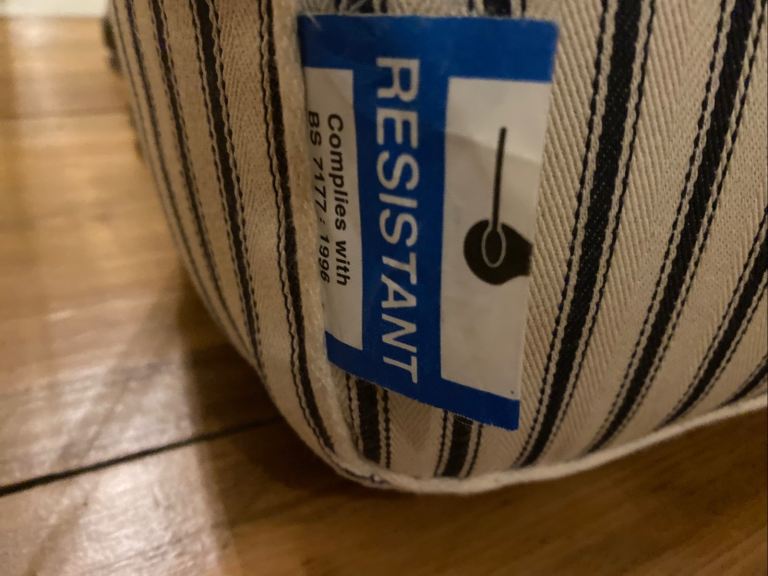 RESISTANT
Complies with
BS 7177 : 1996